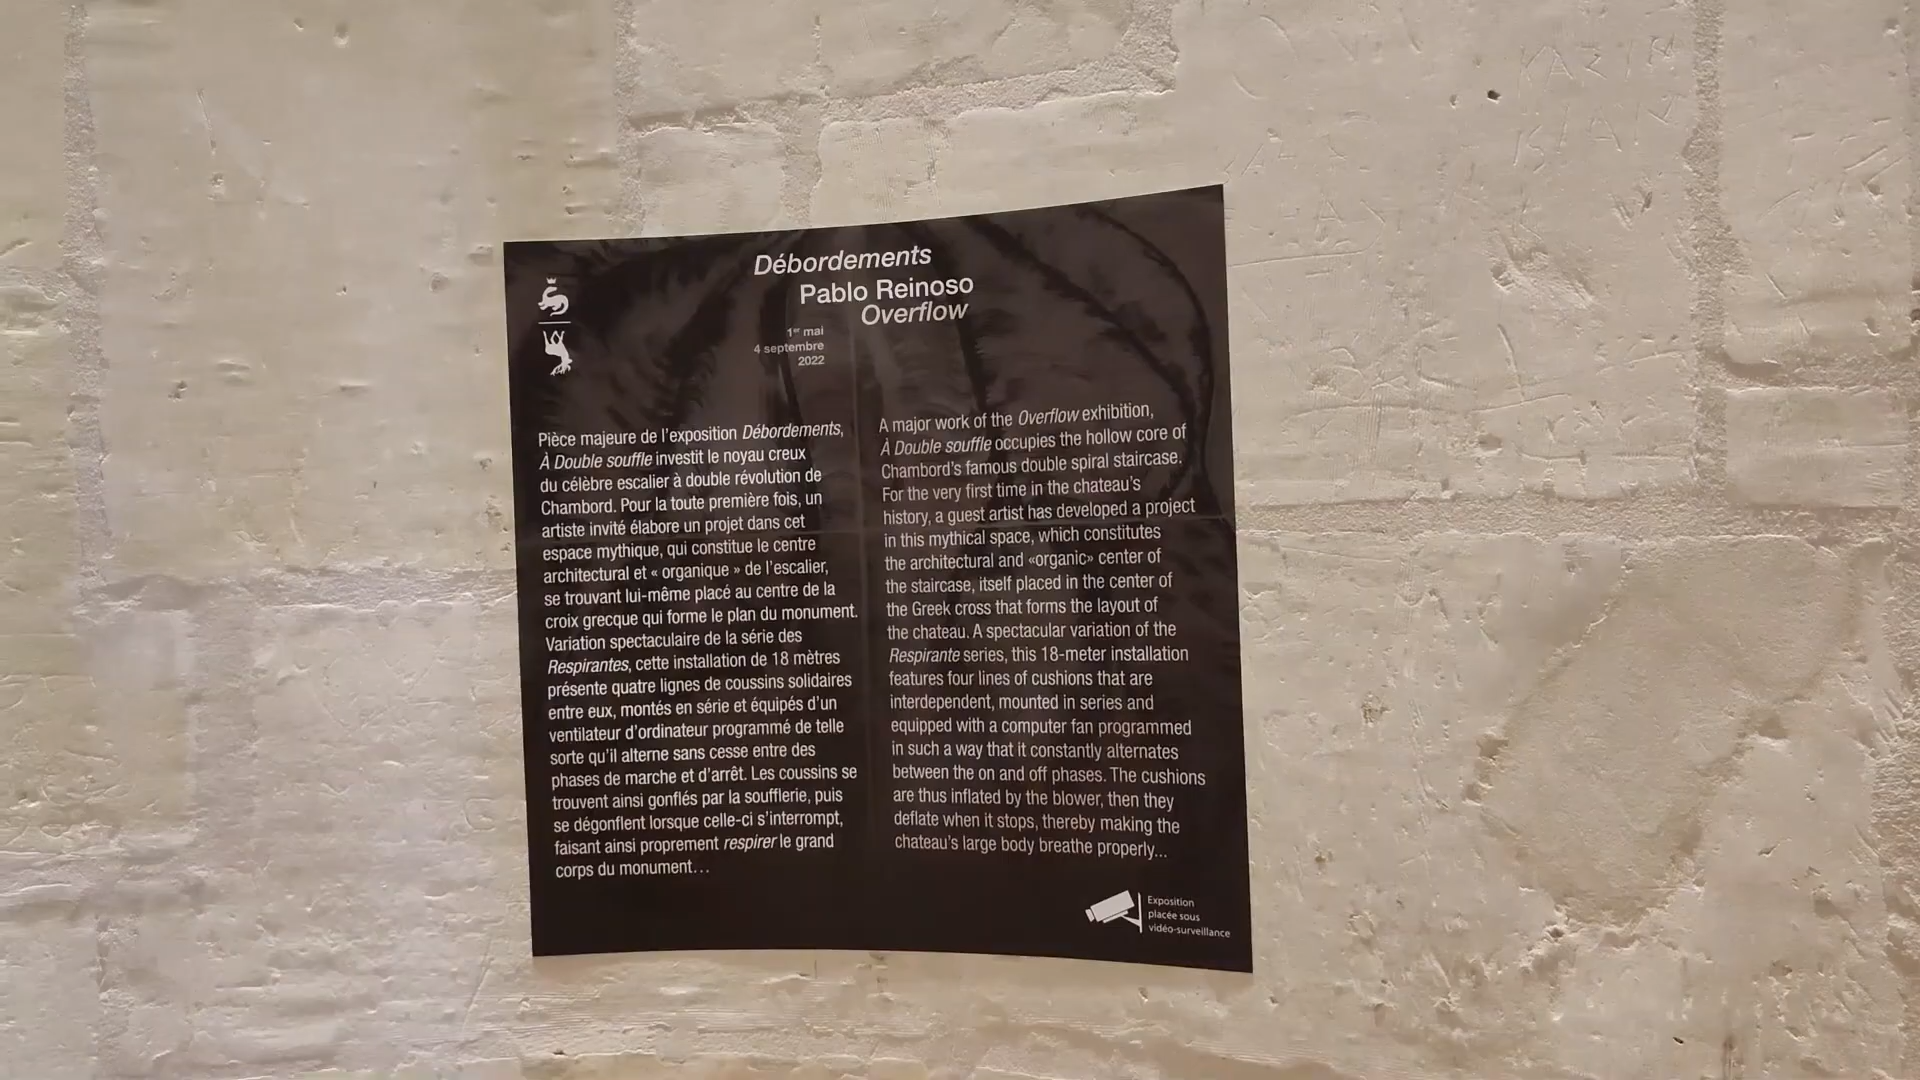 Débordements
Pablo Reinoso
Overflow
1er mai
4 septembre
2022
Pièce majeure de l'exposition Débordements,
À Double souffle investit le noyau creux
du célèbre escalier à double révolution de
Chambord. Pour la toute première fois, un
artiste invité élabore un projet dans cet
espace mythique, qui constitue le centre
architectural et « organique » de l'escalier,
se trouvant lui-même placé au centre de la
croix grecque qui forme le plan du monument.
Variation spectaculaire de la série des
Respirantes, cette installation de 18 mètres
présente quatre lignes de coussins solidaires
entre eux, montés en série et équipés d'un
ventilateur d'ordinateur programmé de telle
sorte qu'il alterne sans cesse entre des
phases de marche et d'arrêt. Les coussins se
trouvent ainsi gonflés par la soufflerie, puis
se dégonflent lorsque celle-ci s'interrompt,
faisant ainsi proprement respirer le grand
corps du monument...
A major work of the Overflow exhibition,
À Double souffle occupies the hollow core of
Chambord's famous double spiral staircase.
For the very first time in the chateau's
history, a guest artist has developed a project
in this mythical space, which constitutes
the architectural and «organic» center of
the staircase, itself placed in the center of
the Greek cross that forms the layout of
the chateau. A spectacular variation of the
Respirante series, this 18-meter installation
features four lines of cushions that are
interdependent, mounted in series and
equipped with a computer fan programmed
in such a way that it constantly alternates
between the on and off phases. The cushions
are thus inflated by the blower, then they
deflate when it stops, thereby making the
chateau's large body breathe properly...
Exposition
placée sous
vidéo-surveillance